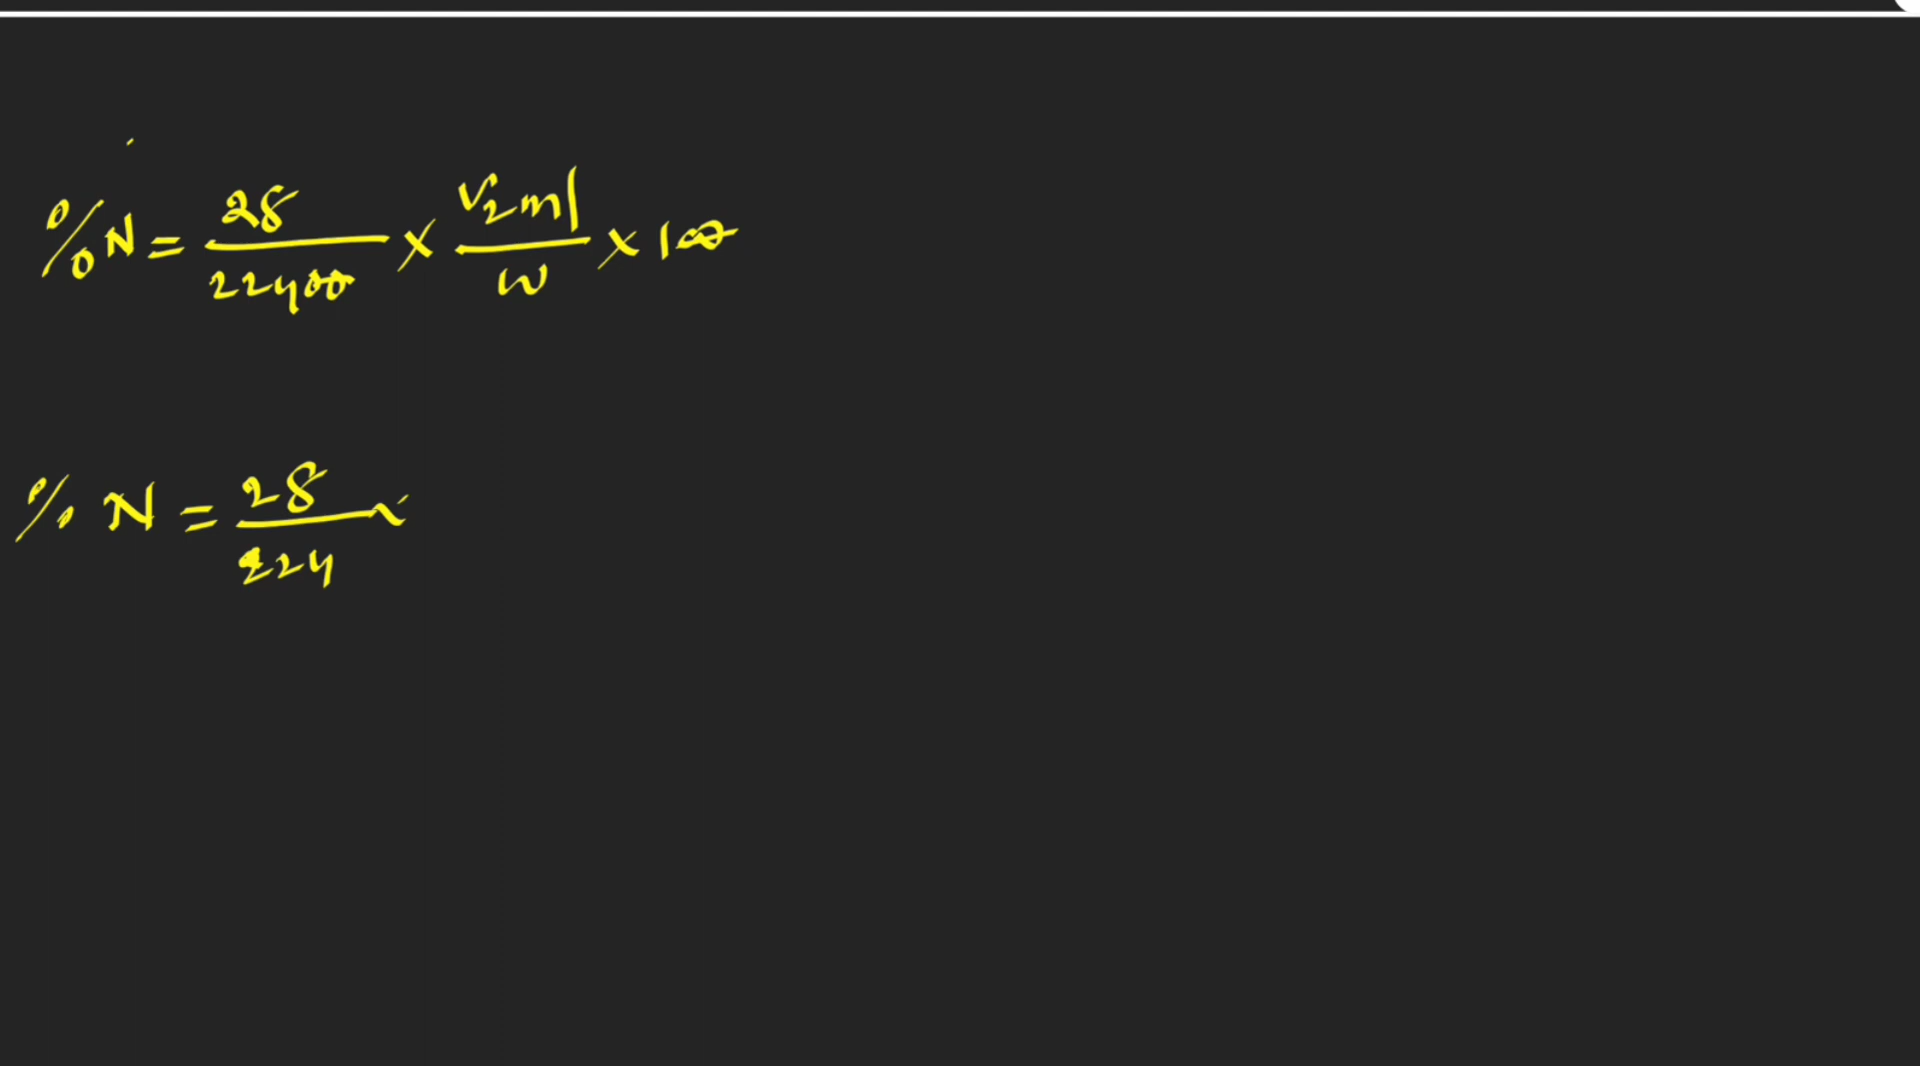 %N = 28/22400 × V2ml/W × 100
% N = 28/224 ×